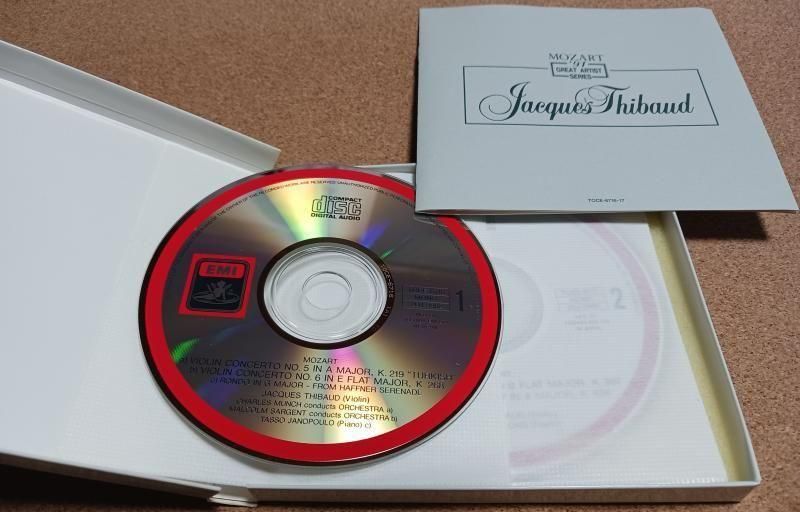 MOZART
'91
GREAT ARTIST
SERIES
Jacques Thibaud
TOCE-6716-17
COMPACT
disc
DIGITAL AUDIO
EMI
TOCE-6716
1
MOZART
a) VIOLIN CONCERTO NO. 5 IN A MAJOR, K. 219 "TURKISH"
b) VIOLIN CONCERTO NO. 6 IN E FLAT MAJOR, K. 268
c) RONDO IN G MAJOR - FROM HAFFNER SERENADE
JACQUES THIBAUD (Violin)
CHARLES MUNCH conducts ORCHESTRA a)
MALCOLM SARGENT conducts ORCHESTRA b)
TASSO JANOPOULO (Piano) c)
2